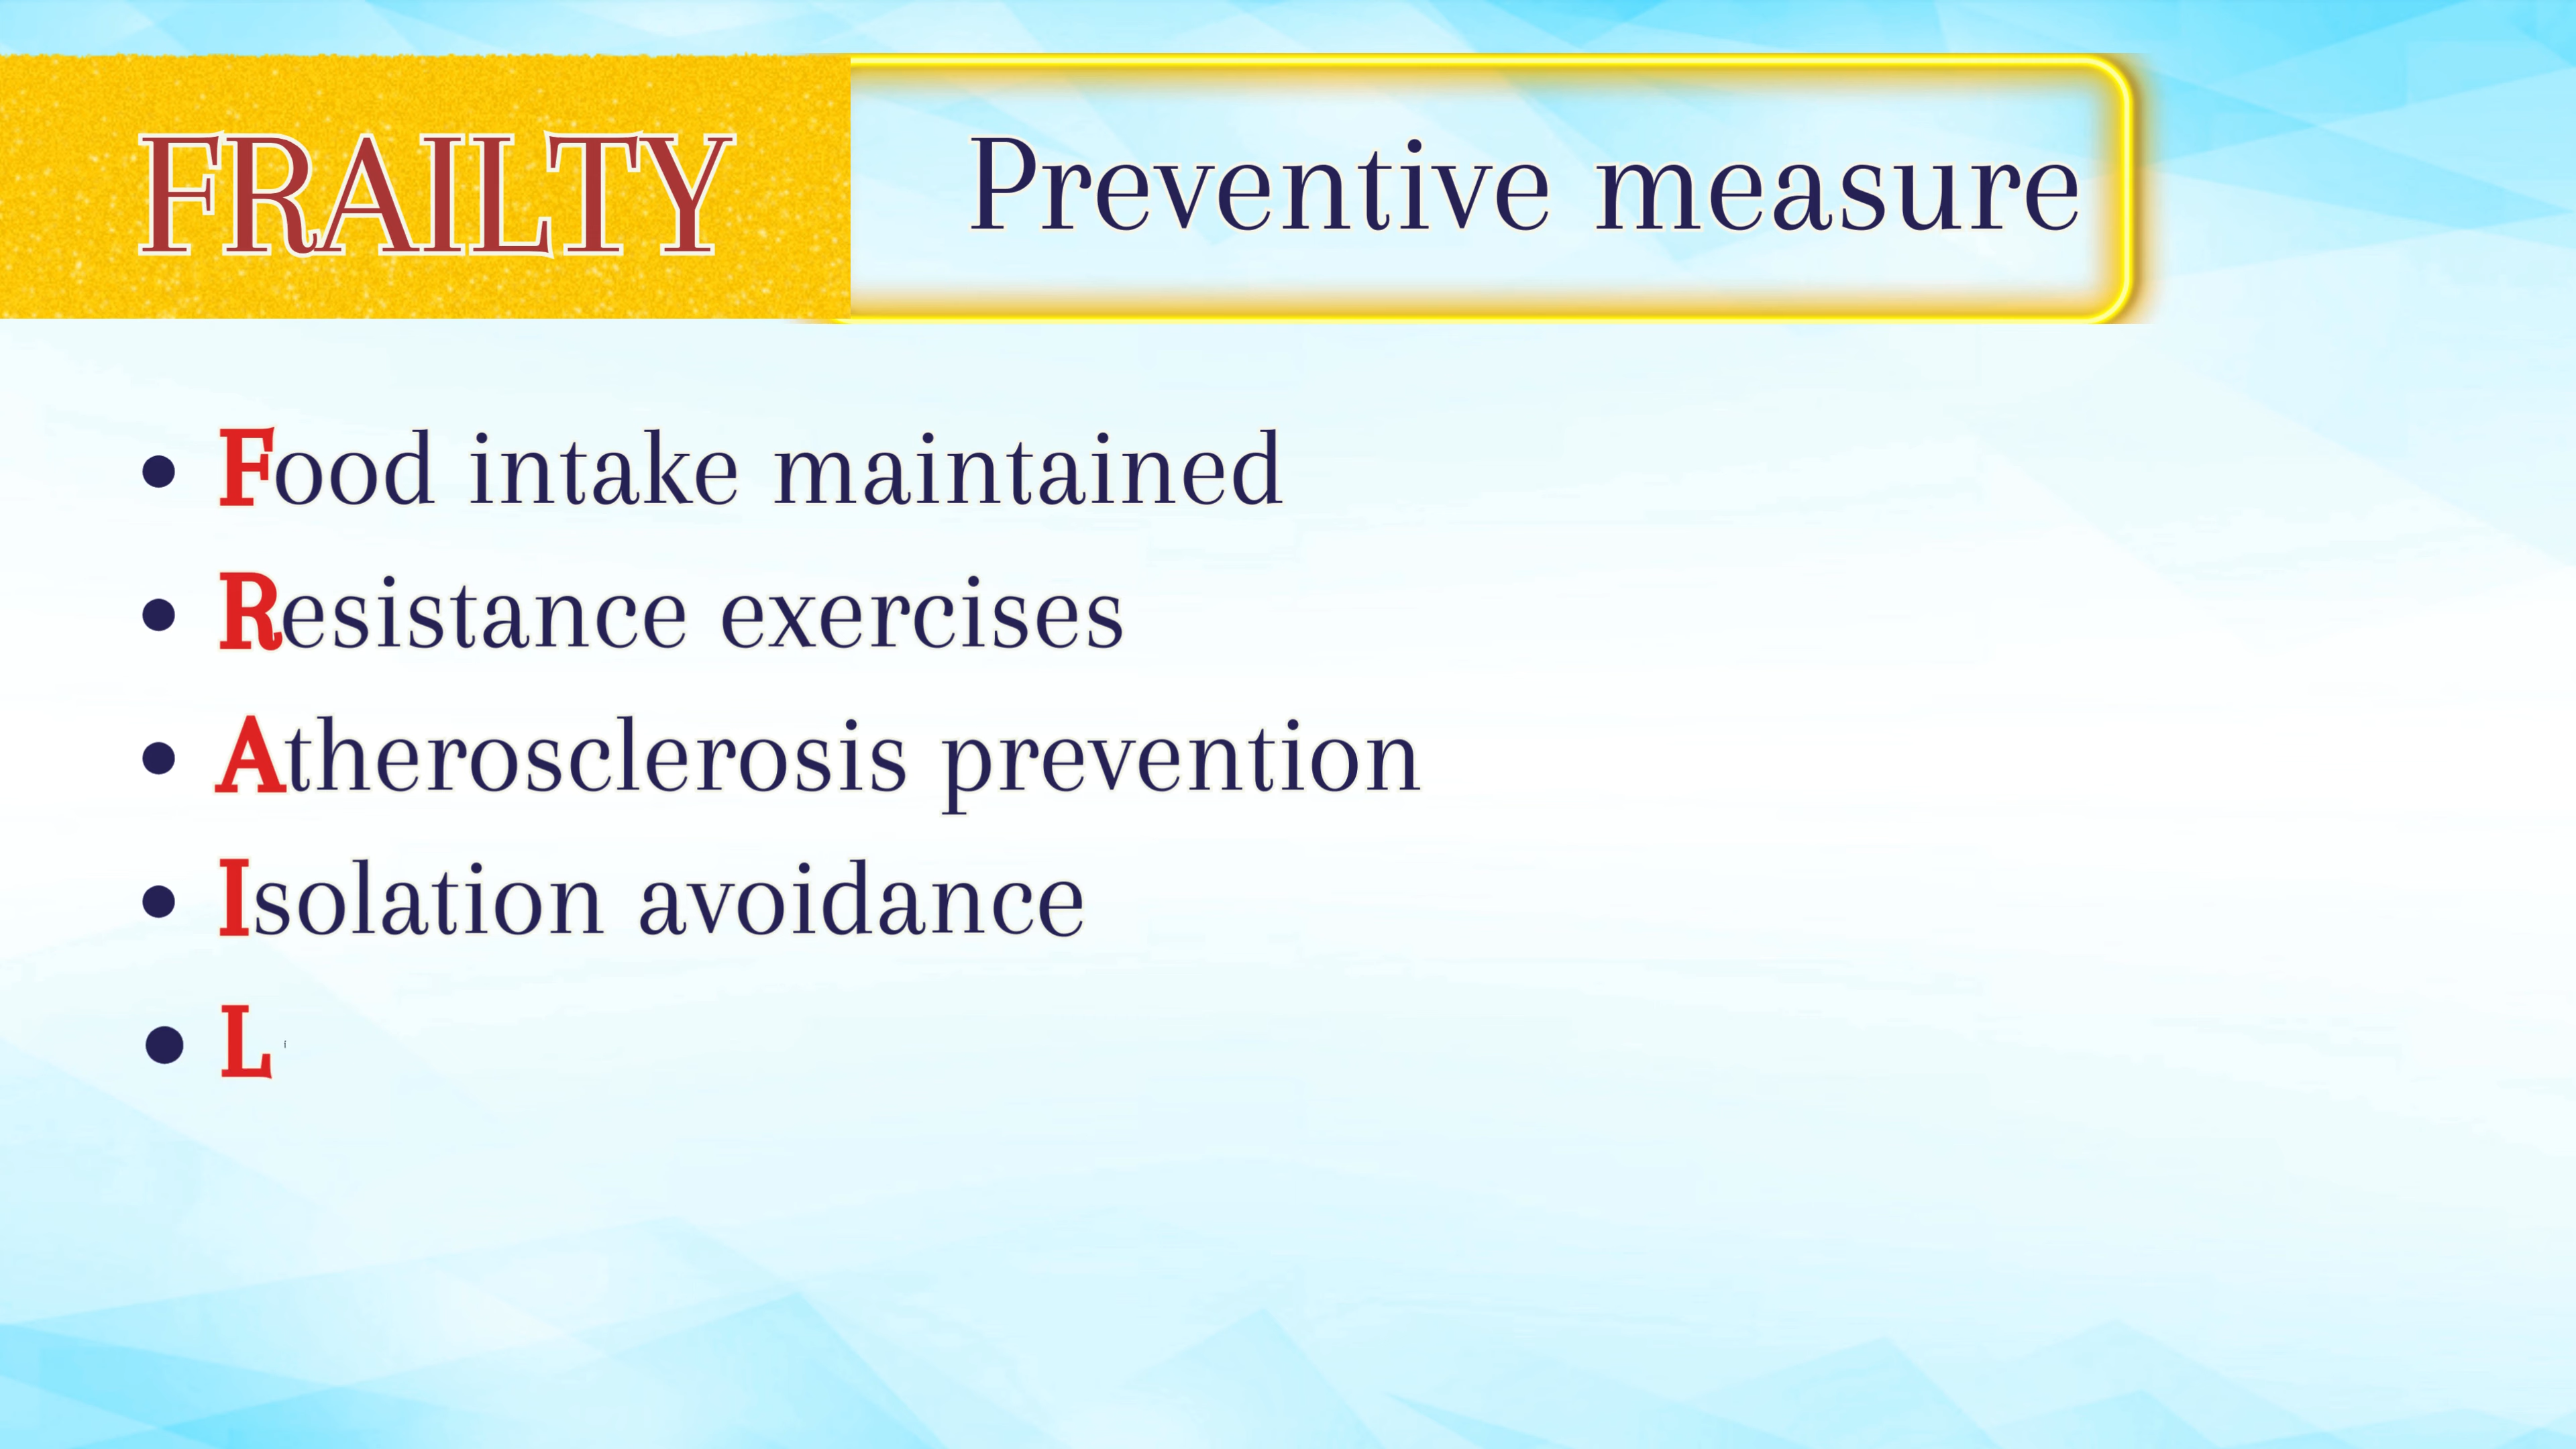 FRAILTY Preventive measure
• Food intake maintained
• Resistance exercises
• Atherosclerosis prevention
• Isolation avoidance
• L